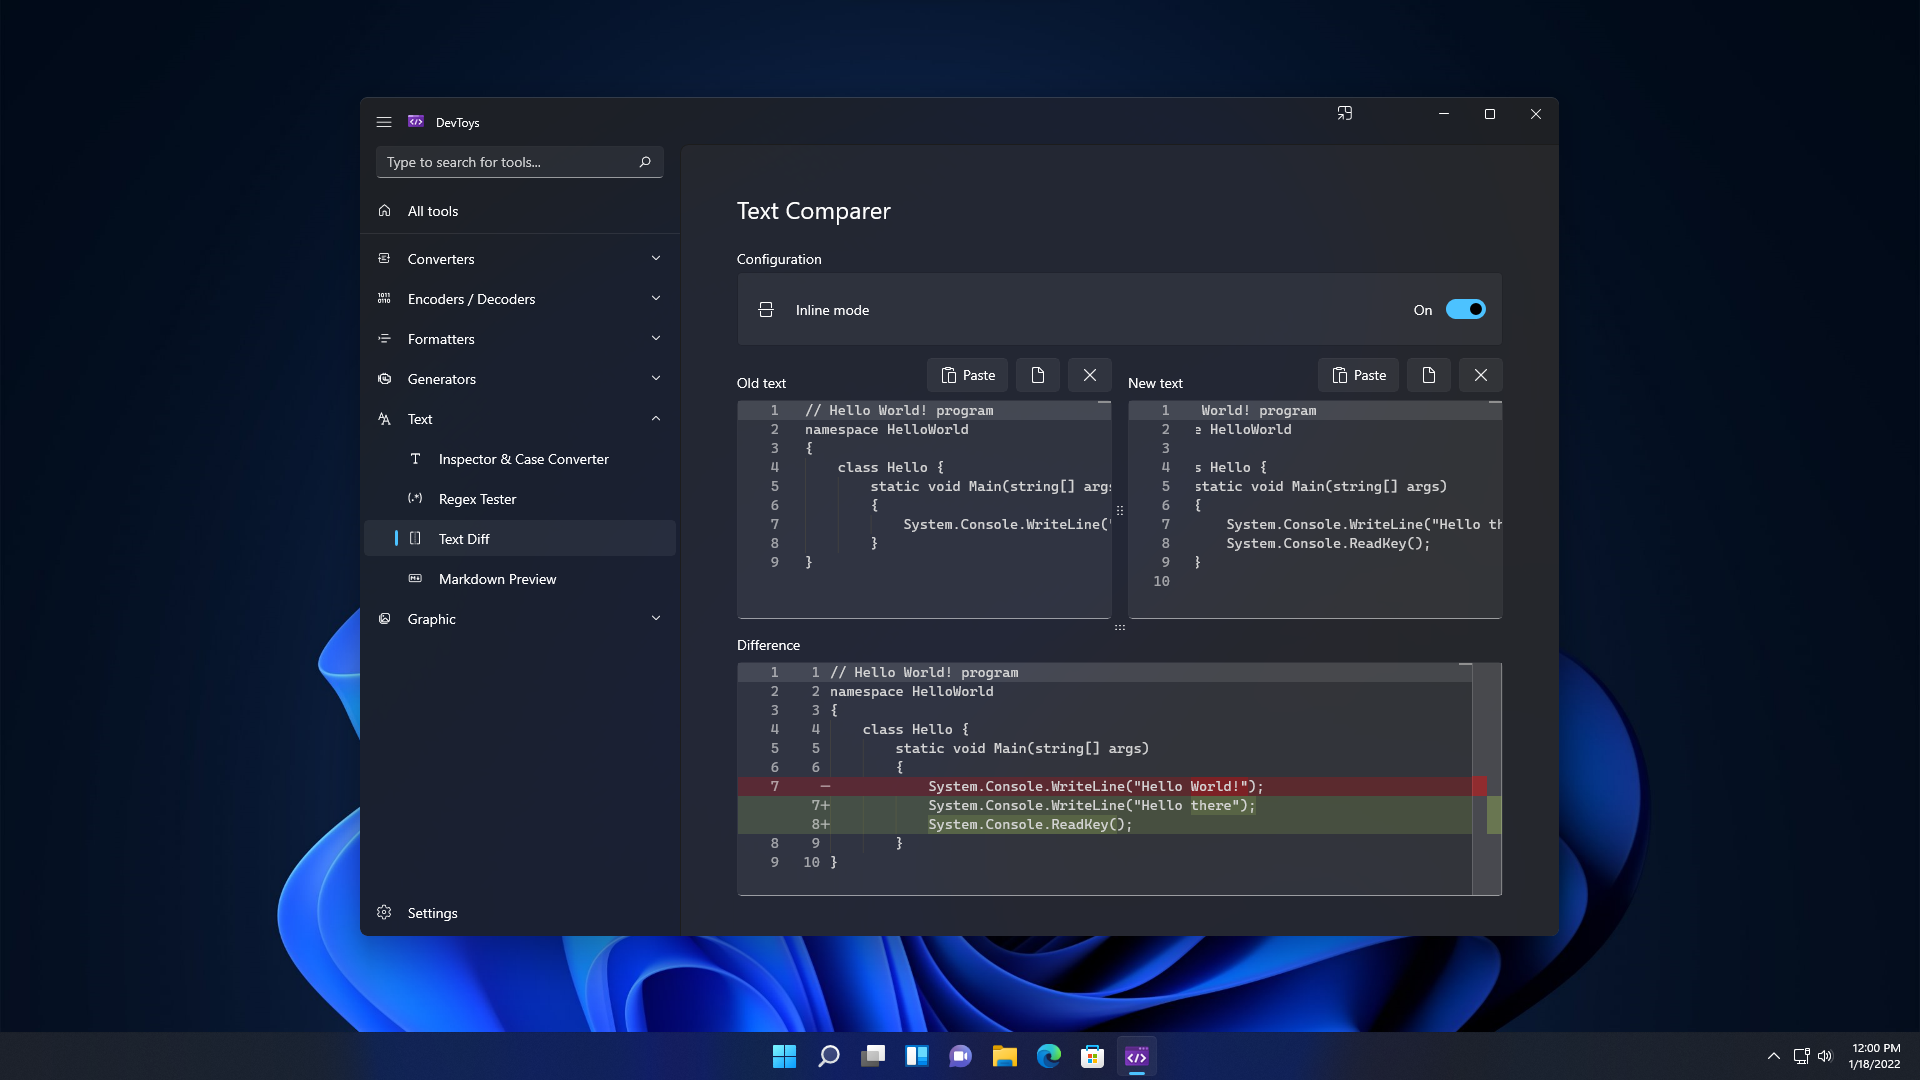 DevToys
Type to search for tools...
All tools
Converters
Encoders / Decoders
Formatters
Generators
Text
Inspector & Case Converter
Regex Tester
Text Diff
Markdown Preview
Graphic
Settings
Text Comparer
Configuration
Inline mode
On
Old text
Paste
1 // Hello World! program
2 namespace HelloWorld
3 {
4 class Hello {
5 static void Main(string[] args
6 {
7 System.Console.WriteLine("
8 }
9 }
New text
Paste
1 World! program
2 e HelloWorld
3
4 s Hello {
5 static void Main(string[] args)
6 {
7 System.Console.WriteLine("Hello th
8 System.Console.ReadKey();
9 }
10
Difference
1 1 // Hello World! program
2 2 namespace HelloWorld
3 3 {
4 4 class Hello {
5 5 static void Main(string[] args)
6 6 {
7 − System.Console.WriteLine("Hello World!");
7+ System.Console.WriteLine("Hello there");
8+ System.Console.ReadKey();
8 9 }
9 10 }
12:00 PM
1/18/2022